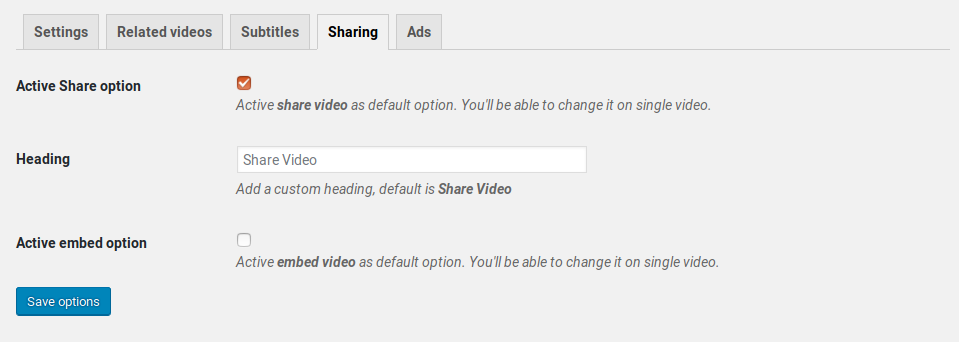 Settings Related videos Subtitles Sharing Ads
Active Share option
Active share video as default option. You'll be able to change it on single video.
Heading Share Video
Add a custom heading, default is Share Video
Active embed option
Active embed video as default option. You'll be able to change it on single video.
Save options